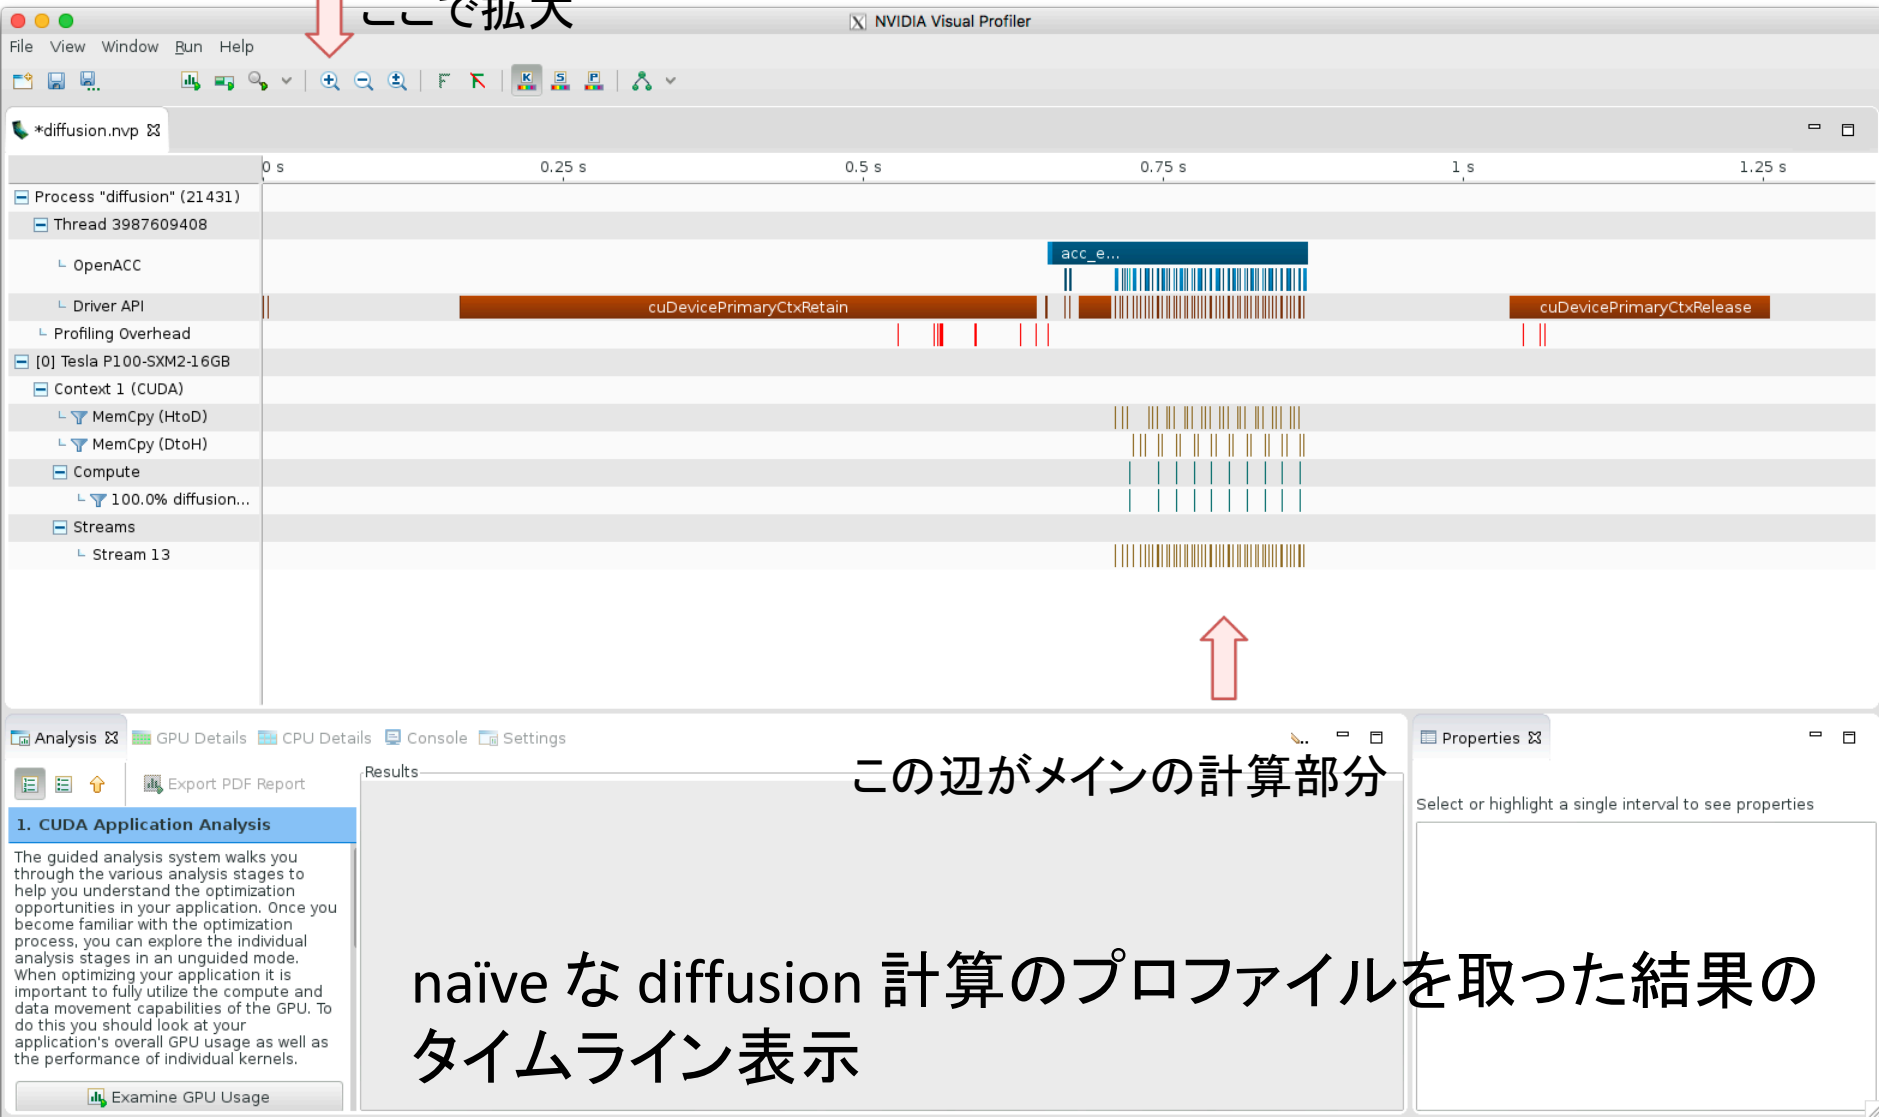 ここで拡大
NVIDIA Visual Profiler
File View Window Run Help
*diffusion.nvp
0 s 0.25 s 0.5 s 0.75 s 1 s 1.25 s
Process "diffusion" (21431)
Thread 3987609408
OpenACC
acc_e...
Driver API
cuDevicePrimaryCtxRetain
cuDevicePrimaryCtxRelease
Profiling Overhead
[0] Tesla P100-SXM2-16GB
Context 1 (CUDA)
MemCpy (HtoD)
MemCpy (DtoH)
Compute
100.0% diffusion...
Streams
Stream 13
Analysis GPU Details CPU Details Console Settings
Properties
Export PDF Report
Results
この辺がメインの計算部分
Select or highlight a single interval to see properties
1. CUDA Application Analysis
The guided analysis system walks you
through the various analysis stages to
help you understand the optimization
opportunities in your application. Once you
become familiar with the optimization
process, you can explore the individual
analysis stages in an unguided mode.
When optimizing your application it is
important to fully utilize the compute and
data movement capabilities of the GPU. To
do this you should look at your
application's overall GPU usage as well as
the performance of individual kernels.
Examine GPU Usage
naïve な diffusion 計算のプロファイルを取った結果の
タイムライン表示